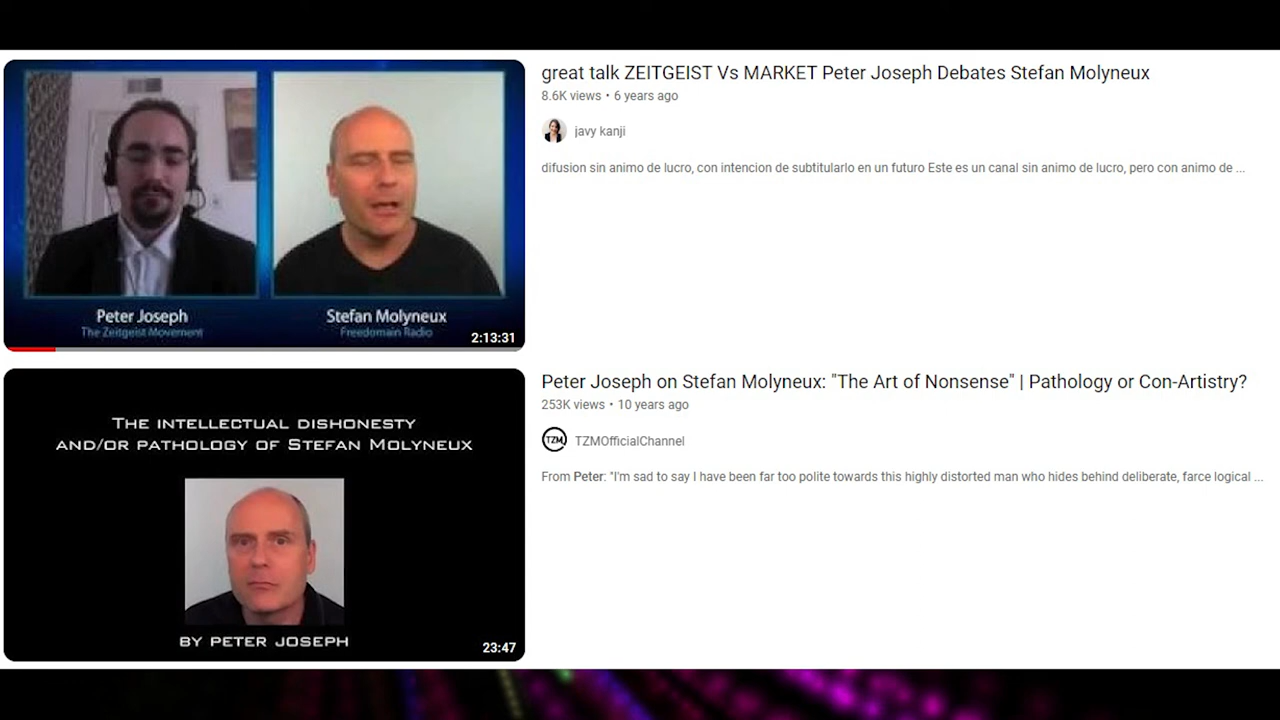 great talk ZEITGEIST Vs MARKET Peter Joseph Debates Stefan Molyneux
8.6K views • 6 years ago
javy kanji
difusion sin animo de lucro, con intencion de subtitularlo en un futuro Este es un canal sin animo de lucro, pero con animo de ...
Peter Joseph
The Zeitgeist Movement
Stefan Molyneux
Freedomain Radio
2:13:31
Peter Joseph on Stefan Molyneux: "The Art of Nonsense" | Pathology or Con-Artistry?
253K views • 10 years ago
TZM
TZMOfficialChannel
From Peter: "I'm sad to say I have been far too polite towards this highly distorted man who hides behind deliberate, farce logical ...
THE INTELLECTUAL DISHONESTY
AND/OR PATHOLOGY OF STEFAN MOLYNEUX
BY PETER JOSEPH
23:47